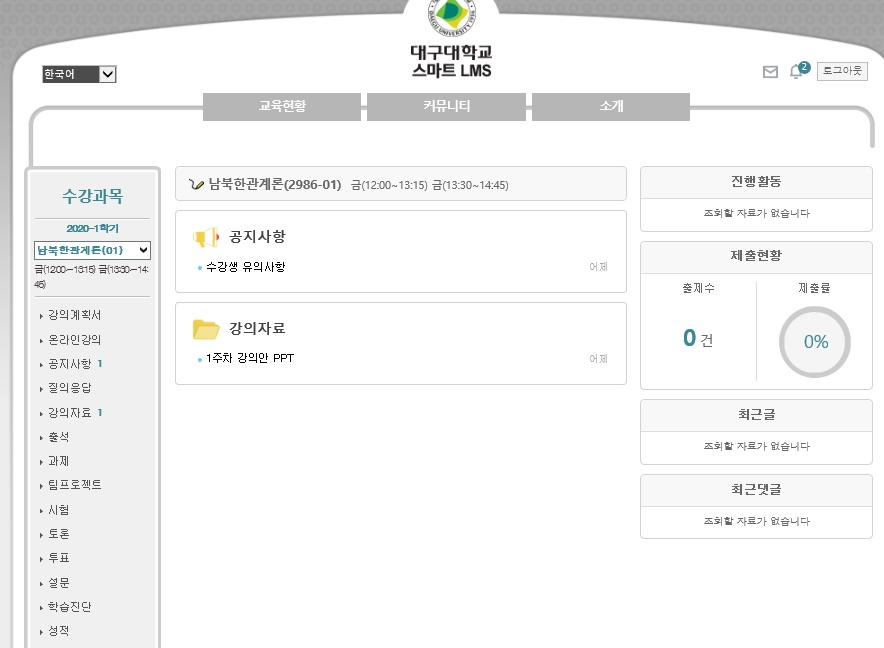 DAEGU UNIVERSITY 1956
대구대학교
스마트 LMS
한국어
2
로그아웃
교육현황
커뮤니티
소개
수강과목
2020-1학기
남북한관계론(01)
금(12:00~13:15) 금(13:30~14:
45)
강의계획서
온라인강의
공지사항 1
질의응답
강의자료 1
출석
과제
팀프로젝트
시험
토론
투표
설문
학습진단
성적
남북한관계론(2986-01) 금(12:00~13:15) 금(13:30~14:45)
공지사항
수강생 유의사항 어제
강의자료
1주차 강의안 PPT 어제
진행활동
조회할 자료가 없습니다
제출현황
출제수
제출률
0 건
0%
최근글
조회할 자료가 없습니다
최근댓글
조회할 자료가 없습니다